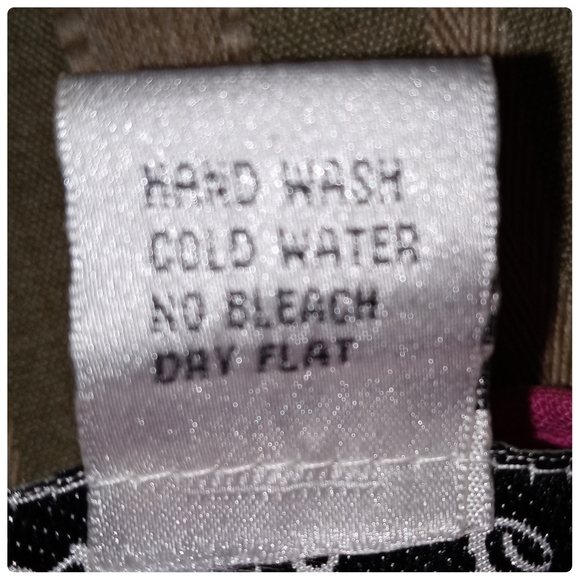 HAND WASH
COLD WATER
NO BLEACH
DRY FLAT